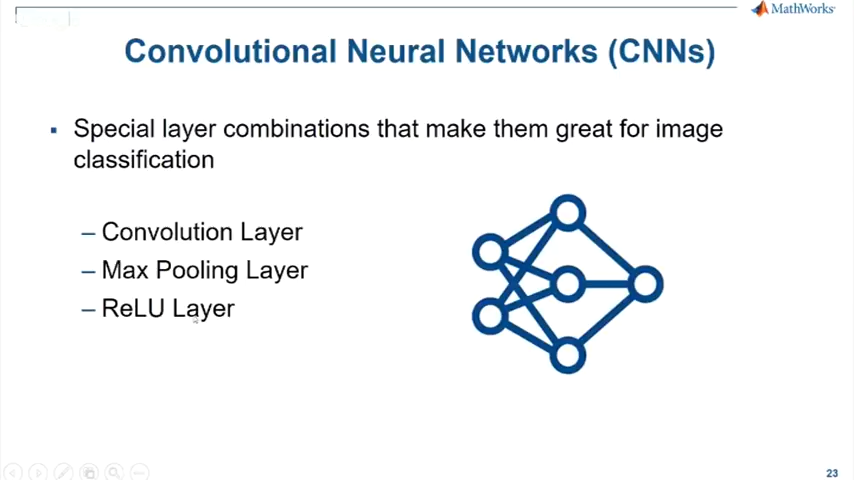 MathWorks®
Convolutional Neural Networks (CNNs)
▪ Special layer combinations that make them great for image
classification
– Convolution Layer
– Max Pooling Layer
– ReLU Layer
23